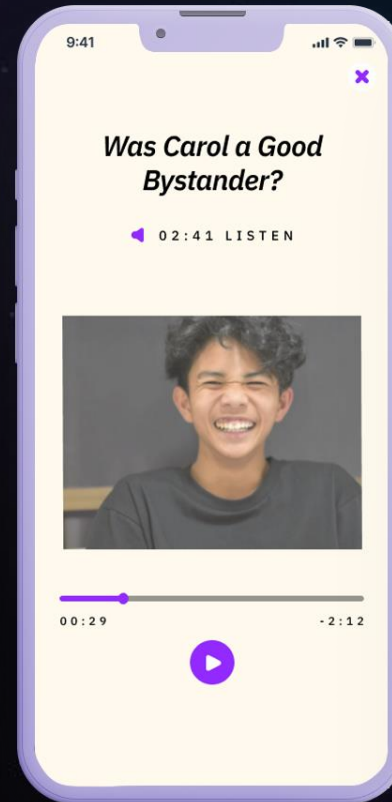 9:41
Was Carol a Good
Bystander?
02:41 LISTEN
00:29 -2:12